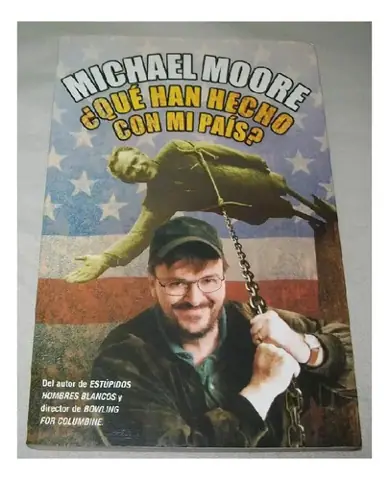 MICHAEL MOORE
¿QUÉ HAN HECHO
CON MI PAÍS?
Del autor de ESTÚPIDOS
HOMBRES BLANCOS y
director de BOWLING
FOR COLUMBINE.